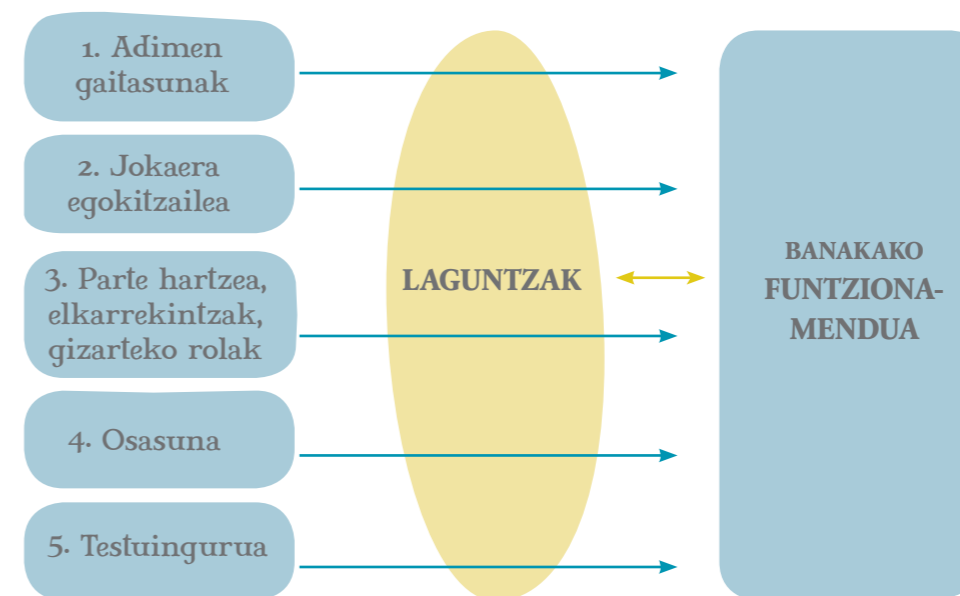 1. Adimen
gaitasunak
2. Jokaera
egokitzailea
3. Parte hartzea,
elkarrekintzak,
gizarteko rolak
4. Osasuna
5. Testuingurua
LAGUNTZAK
BANAKAKO
FUNTZIONA-
MENDUA